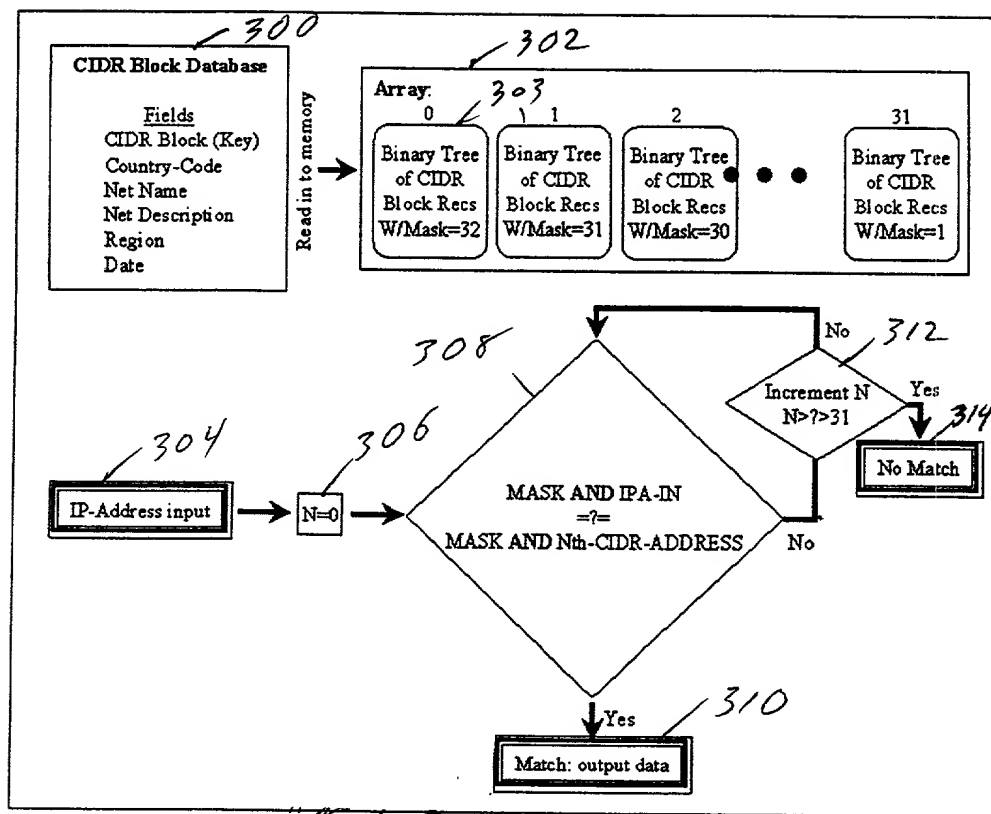 300
CIDR Block Database
Fields
CIDR Block (Key)
Country-Code
Net Name
Net Description
Region
Date
Read in to memory
302
Array:
303
0
1
2
31
Binary Tree
of CIDR
Block Recs
W/Mask=32
Binary Tree
of CIDR
Block Recs
W/Mask=31
Binary Tree
of CIDR
Block Recs
W/Mask=30
Binary Tree
of CIDR
Block Recs
W/Mask=1
304
IP-Address input
306
N=0
308
MASK AND IPA-IN
=?=
MASK AND Nth-CIDR-ADDRESS
No
No
312
Increment N
N>?>31
Yes
314
No Match
Yes
310
Match: output data